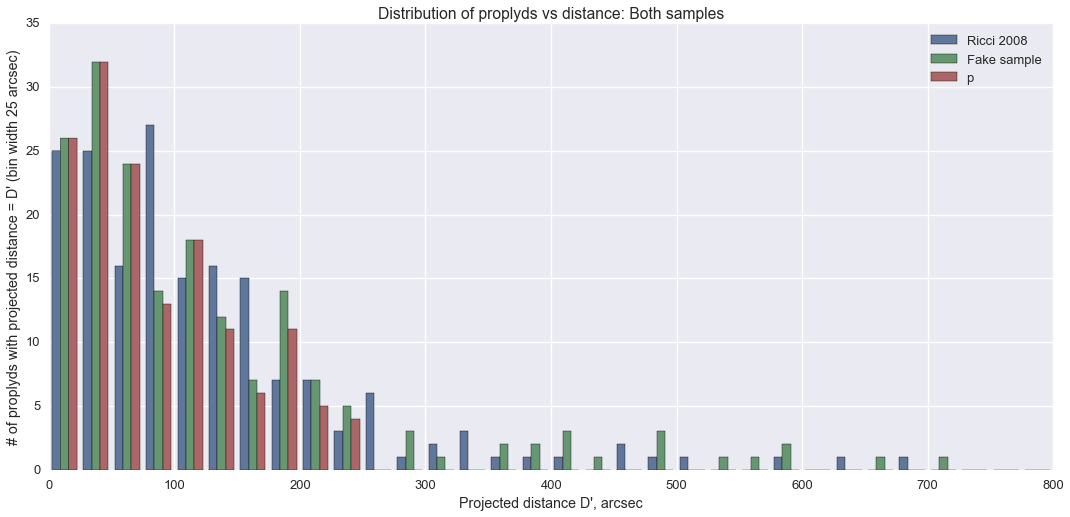 Distribution of proplyds vs distance: Both samples
# of proplyds with projected distance = D' (bin width 25 arcsec)
35
30
25
20
15
10
5
0
Ricci 2008
Fake sample
p
0 100 200 300 400 500 600 700 800
Projected distance D', arcsec